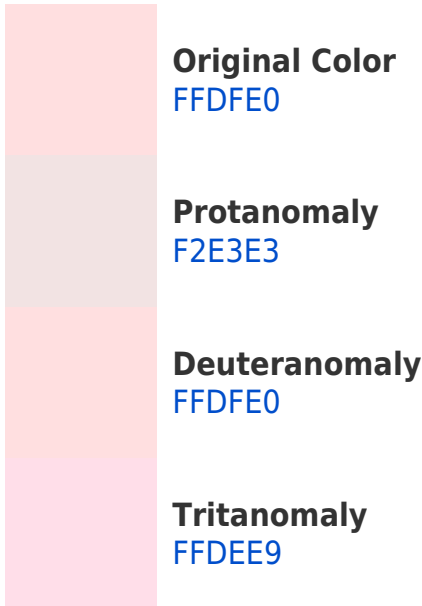 Original Color
FFDFE0
Protanomaly
F2E3E3
Deuteranomaly
FFDFE0
Tritanomaly
FFDEE9